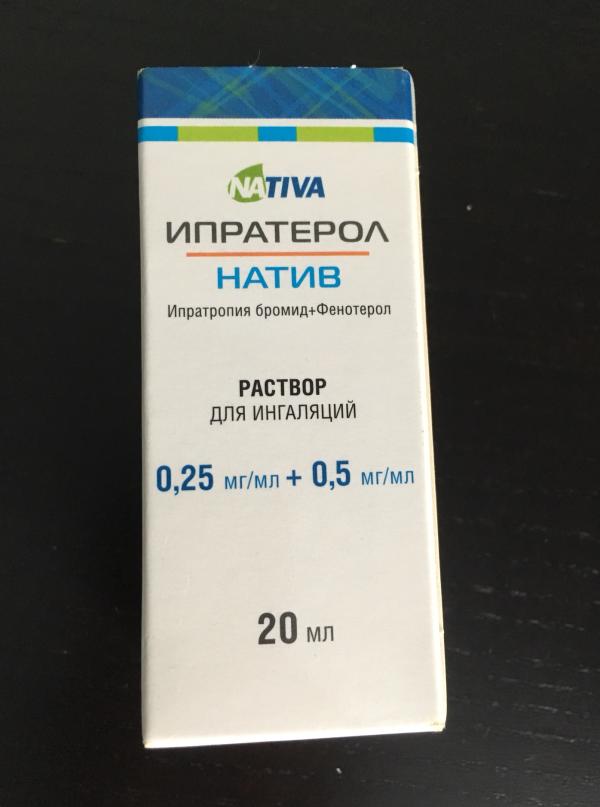 NATIVA
ИПРАТЕРОЛ
НАТИВ
Ипратропия бромид+Фенотерол
РАСТВОР
ДЛЯ ИНГАЛЯЦИЙ
0,25 мг/мл + 0,5 мг/мл
20 мл